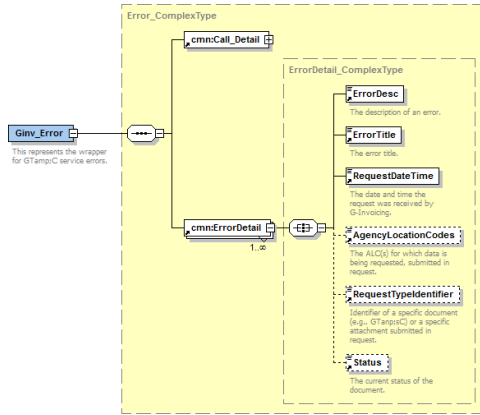 Error_ComplexType
cmn:Call_Detail
ErrorDetail_ComplexType
ErrorDesc
The description of an error.
Ginv_Error
This represents the wrapper
for GTamp;C service errors.
ErrorTitle
The error title.
RequestDateTime
The date and time the
request was received by
G-Invoicing.
cmn:ErrorDetail
1..∞
AgencyLocationCodes
The ALC(s) for which data is
being requested, submitted in
request.
RequestTypeIdentifier
Identifier of a specific document
(e.g., GTanp;sC) or a specific
attachment submitted in
request.
Status
The current status of the
document.